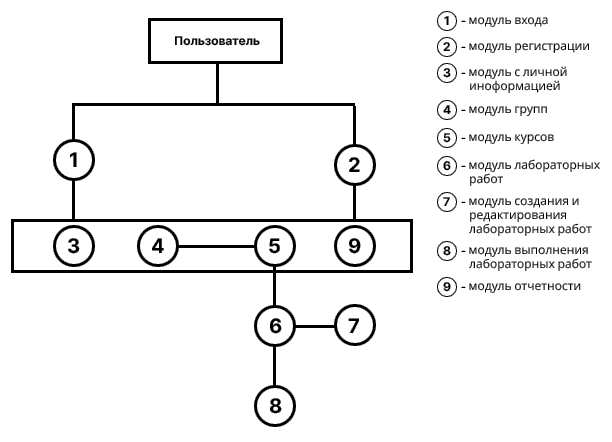 Пользователь
1
2
3
4
5
9
6
7
8
1 - модуль входа
2 - модуль регистрации
3 - модуль с личной
иноформацией
4 - модуль групп
5 - модуль курсов
6 - модуль лабораторных
работ
7 - модуль создания и
редактирования
лабораторных работ
8 - модуль выполнения
лабораторных работ
9 - модуль отчетности